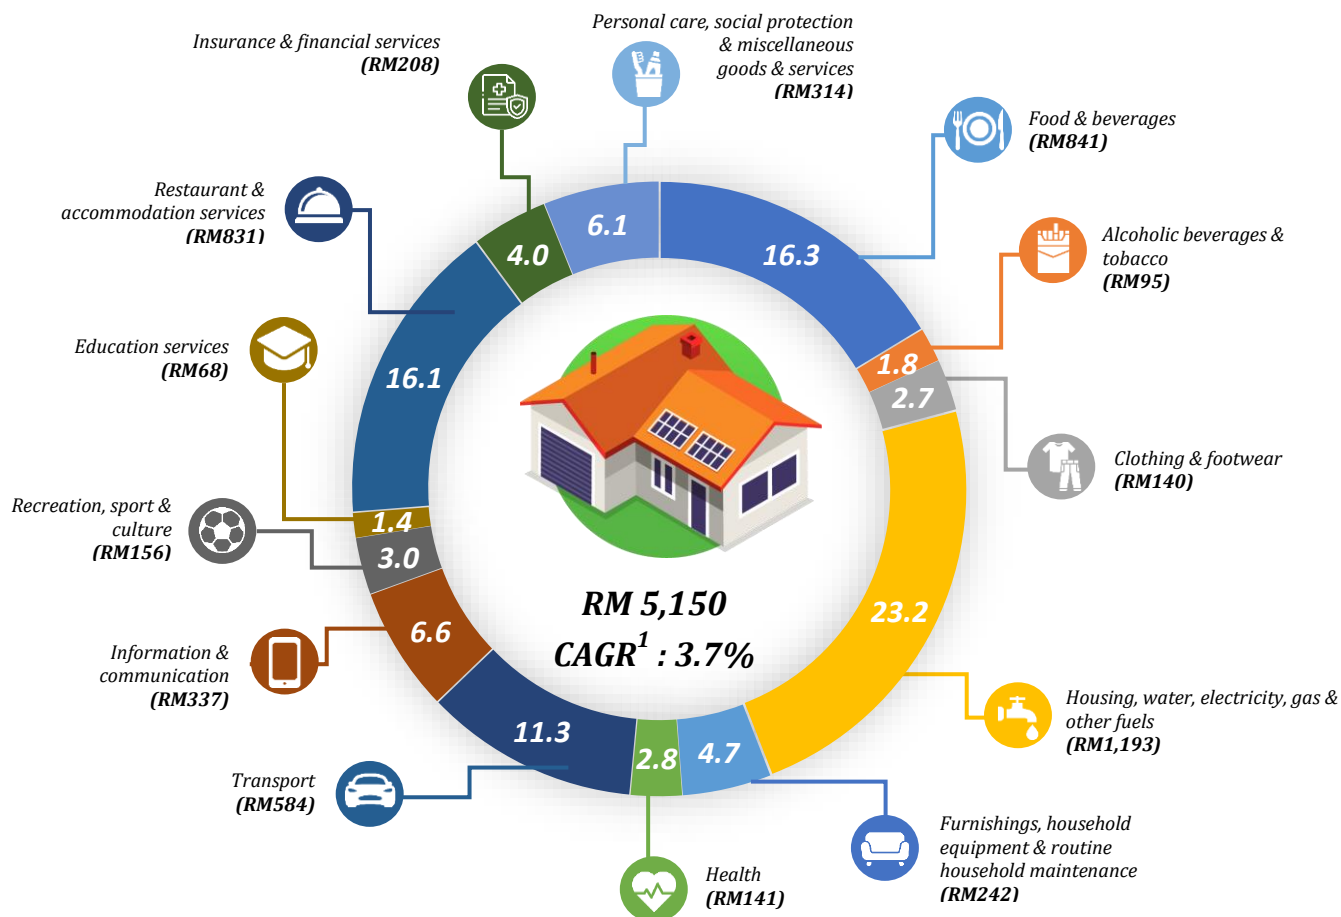 Insurance & financial services
(RM208)
Personal care, social protection
& miscellaneous
goods & services
(RM314)
Food & beverages
(RM841)
Alcoholic beverages &
tobacco
(RM95)
Clothing & footwear
(RM140)
Housing, water, electricity, gas &
other fuels
(RM1,193)
Furnishings, household
equipment & routine
household maintenance
(RM242)
Health
(RM141)
Transport
(RM584)
Information &
communication
(RM337)
Recreation, sport &
culture
(RM156)
Education services
(RM68)
Restaurant &
accommodation services
(RM831)
4.0
6.1
16.3
1.8
2.7
23.2
4.7
2.8
11.3
6.6
3.0
1.4
16.1
RM 5,150
CAGR¹ : 3.7%